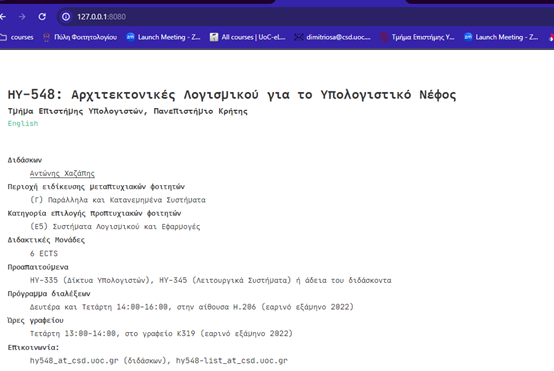 127.0.0.1:8080
courses Πύλη Φοιτητολογίου Launch Meeting - Z... All courses | UoC-eL... dimitriosa@csd.uoc.... Τμήμα Επιστήμης Υ... Launch Meeting - Z...
HY-548: Αρχιτεκτονικές Λογισμικού για το Υπολογιστικό Νέφος
Τμήμα Επιστήμης Υπολογιστών, Πανεπιστήμιο Κρήτης
English
Διδάσκων
Αντώνης Χαζάπης
Περιοχή ειδίκευσης μεταπτυχιακών φοιτητών
(Γ) Παράλληλα και Κατανεμημένα Συστήματα
Κατηγορία επιλογής προπτυχιακών φοιτητών
(Ε5) Συστήματα Λογισμικού και Εφαρμογές
Διδακτικές Μονάδες
6 ECTS
Προαπαιτούμενα
HY-335 (Δίκτυα Υπολογιστών), HY-345 (Λειτουργικά Συστήματα) ή άδεια του διδάσκοντα
Πρόγραμμα διαλέξεων
Δευτέρα και Τετάρτη 14:00-16:00, στην αίθουσα Η.206 (εαρινό εξάμηνο 2022)
Ώρες γραφείου
Τετάρτη 13:00-14:00, στο γραφείο Κ319 (εαρινό εξάμηνο 2022)
Επικοινωνία:
hy548_at_csd.uoc.gr (διδάσκων), hy548-list_at_csd.uoc.gr